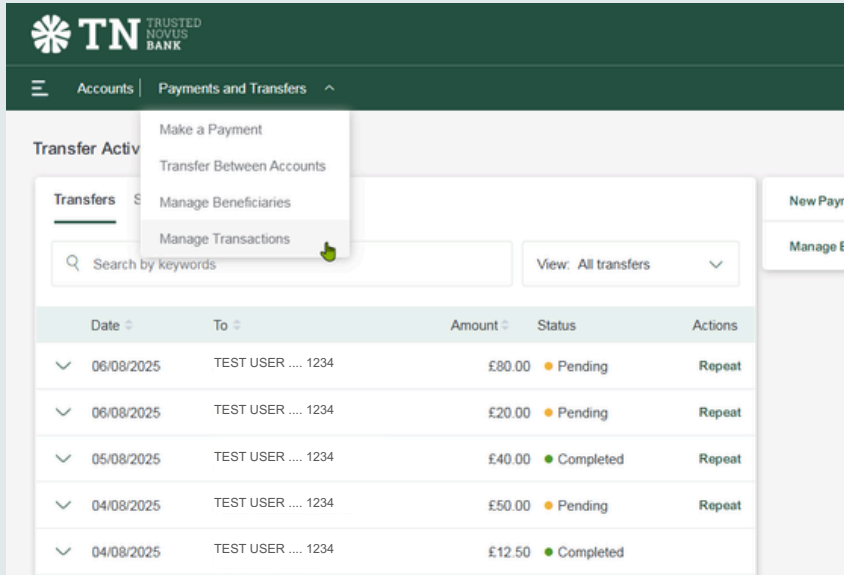 TN TRUSTED NOVUS BANK
Accounts | Payments and Transfers
Make a Payment
Transfer Activ
Transfer Between Accounts
Transfers S
Manage Beneficiaries
New Payr
Manage Transactions
Manage
Search by keywords
View: All transfers
Date To Amount Status Actions
06/08/2025 TEST USER .... 1234 £80.00 Pending Repeat
06/08/2025 TEST USER .... 1234 £20.00 Pending Repeat
05/08/2025 TEST USER .... 1234 £40.00 Completed Repeat
04/08/2025 TEST USER .... 1234 £50.00 Pending Repeat
04/08/2025 TEST USER .... 1234 £12.50 Completed